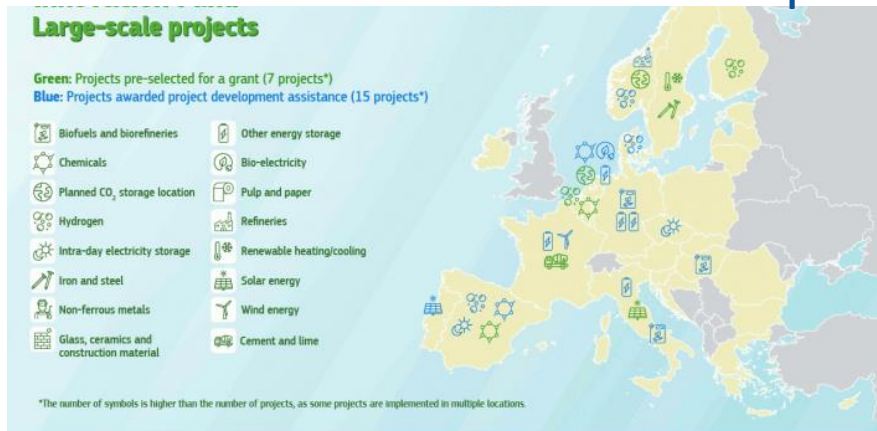 Large-scale projects
Green: Projects pre-selected for a grant (7 projects*)
Blue: Projects awarded project development assistance (15 projects*)
Biofuels and biorefineries
Chemicals
Planned CO₂ storage location
Hydrogen
Intra-day electricity storage
Iron and steel
Non-ferrous metals
Glass, ceramics and
construction material
Other energy storage
Bio-electricity
Pulp and paper
Refineries
Renewable heating/cooling
Solar energy
Wind energy
Cement and lime
*The number of symbols is higher than the number of projects, as some projects are implemented in multiple locations.